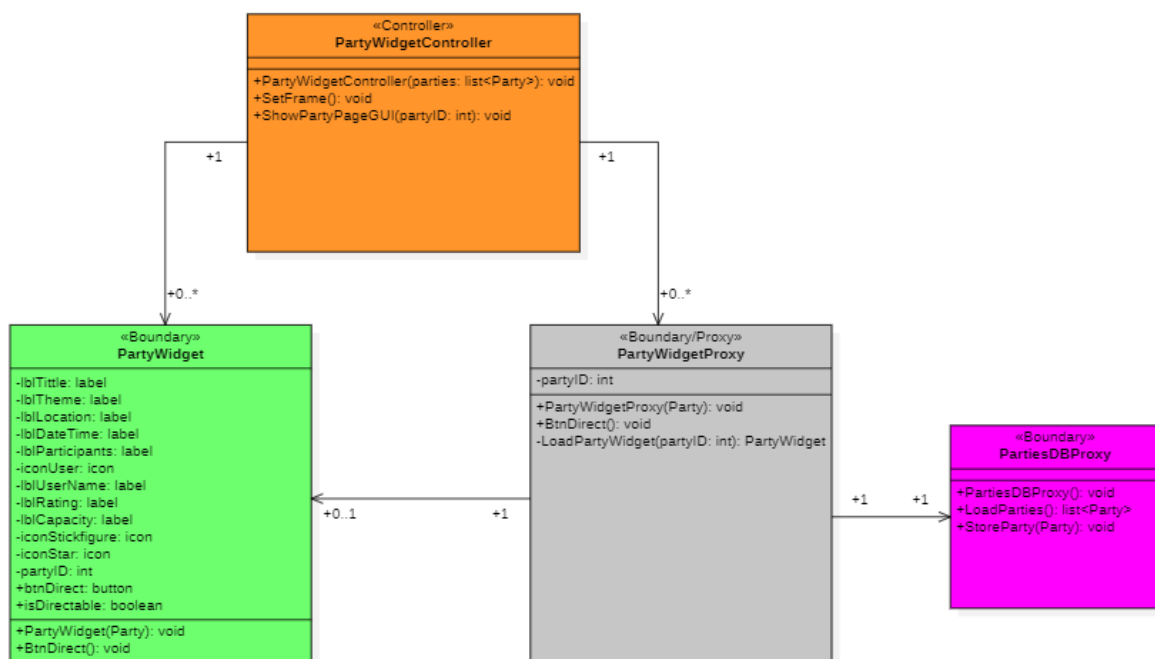 «Controller»
PartyWidgetController
+PartyWidgetController(parties: list<Party>): void
+SetFrame(): void
+ShowPartyPageGUI(partyID: int): void
+1
+1
+0..*
+0..*
«Boundary»
PartyWidget
-lblTittle: label
-lblTheme: label
-lblLocation: label
-lblDateTime: label
-lblParticipants: label
-iconUser: icon
-lblUserName: label
-lblRating: label
-lblCapacity: label
-iconStickfigure: icon
-iconStar: icon
-partyID: int
+btnDirect: button
+isDirectable: boolean
+PartyWidget(Party): void
+BtnDirect(): void
+0..1
+1
«Boundary/Proxy»
PartyWidgetProxy
-partyID: int
+PartyWidgetProxy(Party): void
+BtnDirect(): void
-LoadPartyWidget(partyID: int): PartyWidget
+1
+1
«Boundary»
PartiesDBProxy
+PartiesDBProxy(): void
+LoadParties(): list<Party>
+StoreParty(Party): void